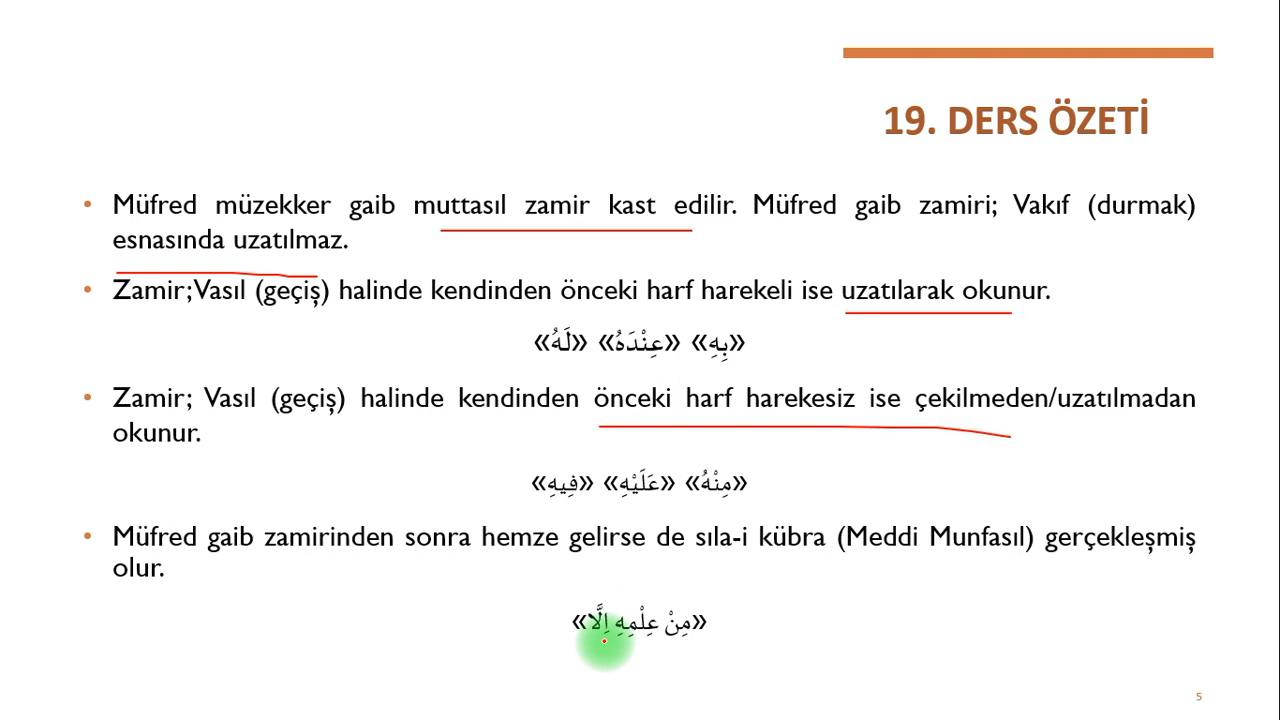 19. DERS ÖZETİ
• Müfred müzekker gaib muttasıl zamir kast edilir. Müfred gaib zamiri; Vakıf (durmak)
esnasında uzatılmaz.
• Zamir;Vasıl (geçiş) halinde kendinden önceki harf harekeli ise uzatılarak okunur.
«بِهِ» «عِنْدَهُ» «لَهُ»
• Zamir; Vasıl (geçiş) halinde kendinden önceki harf harekesiz ise çekilmeden/uzatılmadan
okunur.
«مِنْهُ» «عَلَيْهِ» «فِيهِ»
• Müfred gaib zamirinden sonra hemze gelirse de sıla-i kübra (Meddi Munfasıl) gerçekleşmiş
olur.
«مِنْ عِلْمِهِ اِلَّا»
5